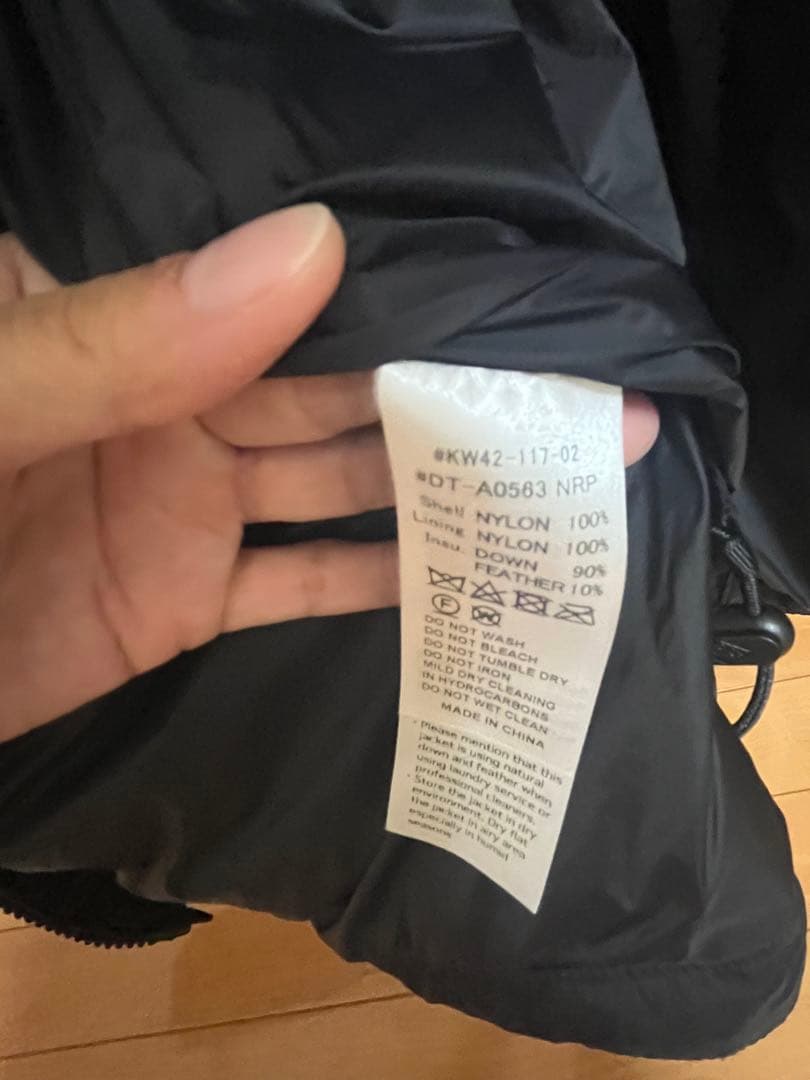 #KW42-117-02
#DT-A0563 NRP
Shell NYLON 100%
Lining NYLON 100%
Insu. DOWN 90%
FEATHER 10%
F W
DO NOT WASH
DO NOT BLEACH
DO NOT TUMBLE DRY
DO NOT IRON
MILD DRY CLEANING
IN HYDROCARBONS
DO NOT WET CLEAN
MADE IN CHINA
· Please mention that this
jacket is using natural
down and feather when
using laundry service or
professional cleaners.
· Store the jacket in dry
environment. Dry flat
the jacket in airy area
especially in humid
seasons